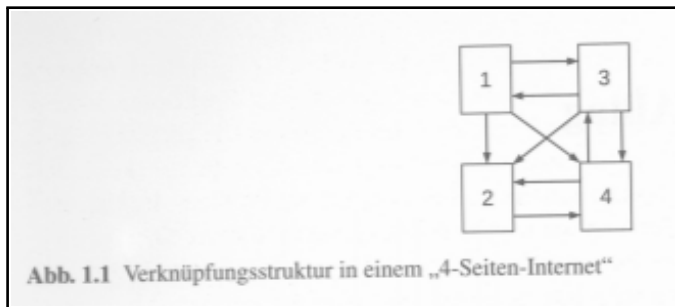 1 3
2 4
Abb. 1.1 Verknüpfungsstruktur in einem „4-Seiten-Internet“